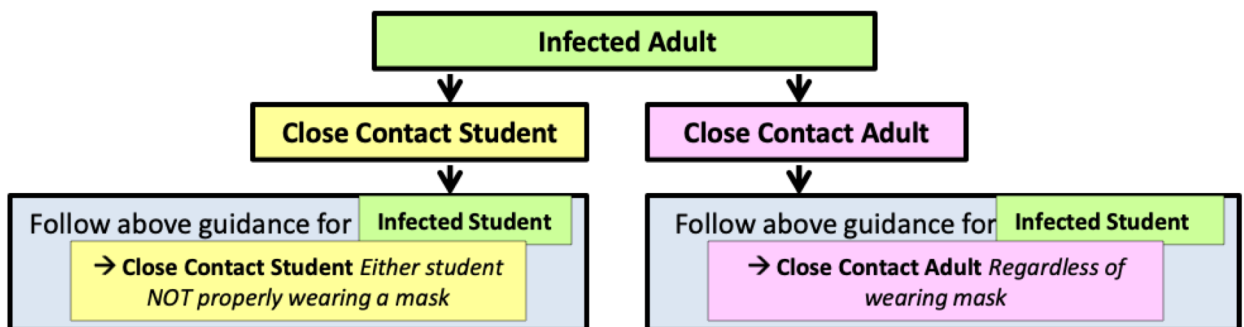 Infected Adult
Close Contact Student
Close Contact Adult
Follow above guidance for Infected Student
→ Close Contact Student Either student
NOT properly wearing a mask
Follow above guidance for Infected Student
→ Close Contact Adult Regardless of
wearing mask